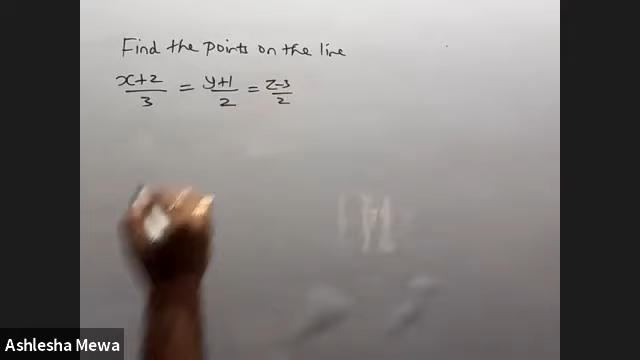 Find the points on the line
x+2/3 = y+1/2 = z-3/2
Ashlesha Mewa